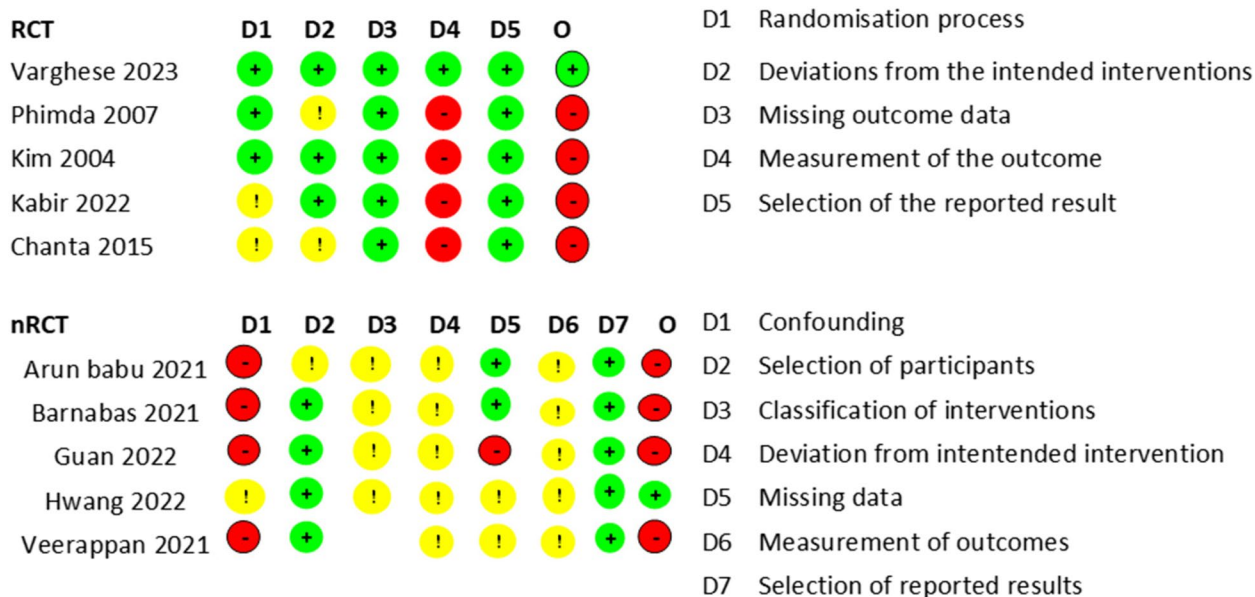 RCT D1 D2 D3 D4 D5 O
Varghese 2023 + + + + + +
Phimda 2007 + ! + - + -
Kim 2004 + + + - + -
Kabir 2022 ! + + - + -
Chanta 2015 ! ! + - + -
D1 Randomisation process
D2 Deviations from the intended interventions
D3 Missing outcome data
D4 Measurement of the outcome
D5 Selection of the reported result
nRCT D1 D2 D3 D4 D5 D6 D7 O
Arun babu 2021 - ! ! ! + ! + -
Barnabas 2021 - + ! ! + ! + -
Guan 2022 - + ! ! - ! + -
Hwang 2022 ! + ! ! ! ! + +
Veerappan 2021 - + ! ! ! + -
D1 Confounding
D2 Selection of participants
D3 Classification of interventions
D4 Deviation from intentended intervention
D5 Missing data
D6 Measurement of outcomes
D7 Selection of reported results